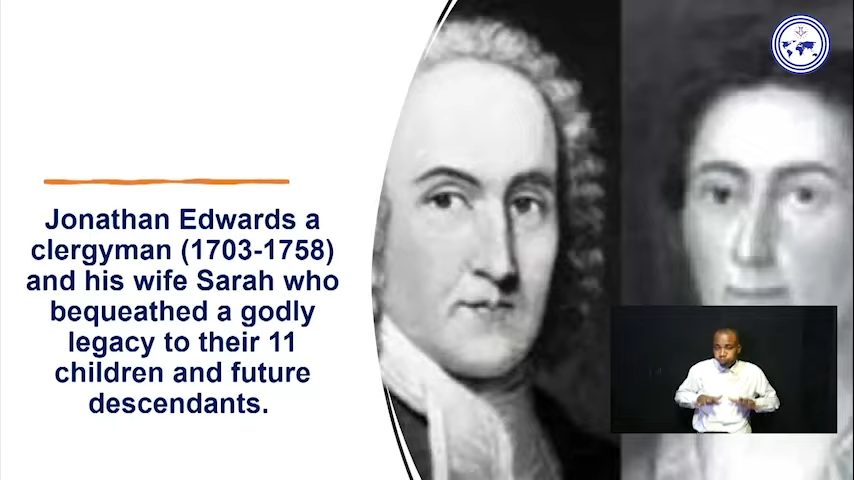 Jonathan Edwards a
clergyman (1703-1758)
and his wife Sarah who
bequeathed a godly
legacy to their 11
children and future
descendants.